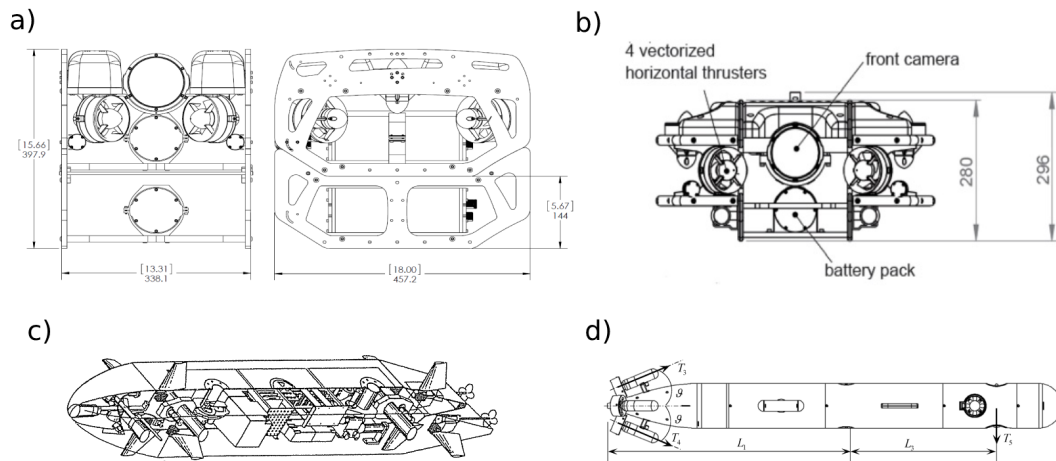 a)
[15.66]
397.9
[13.31]
338.1
[18.00]
457.2
[5.67]
144
b)
4 vectorized
horizontal thrusters
front camera
280
296
battery pack
c)
d)
T₃
ϑ
ϑ
T₄
L₁
L₃
T₅